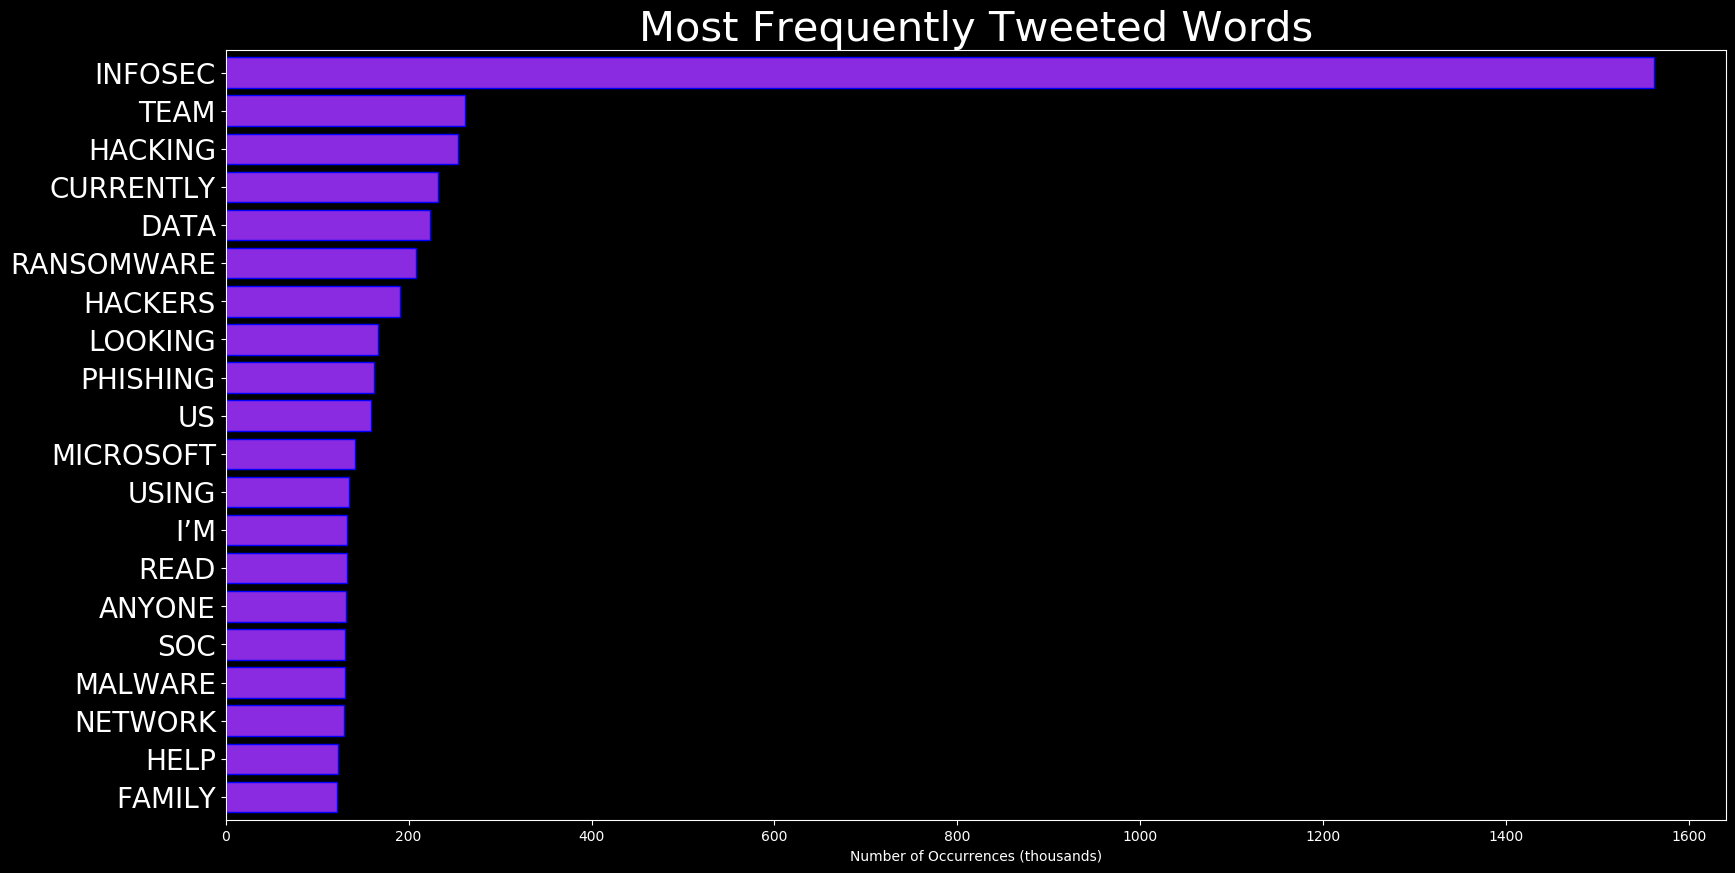 Most Frequently Tweeted Words
INFOSEC
TEAM
HACKING
CURRENTLY
DATA
RANSOMWARE
HACKERS
LOOKING
PHISHING
US
MICROSOFT
USING
I’M
READ
ANYONE
SOC
MALWARE
NETWORK
HELP
FAMILY
0 200 400 600 800 1000 1200 1400 1600
Number of Occurrences (thousands)